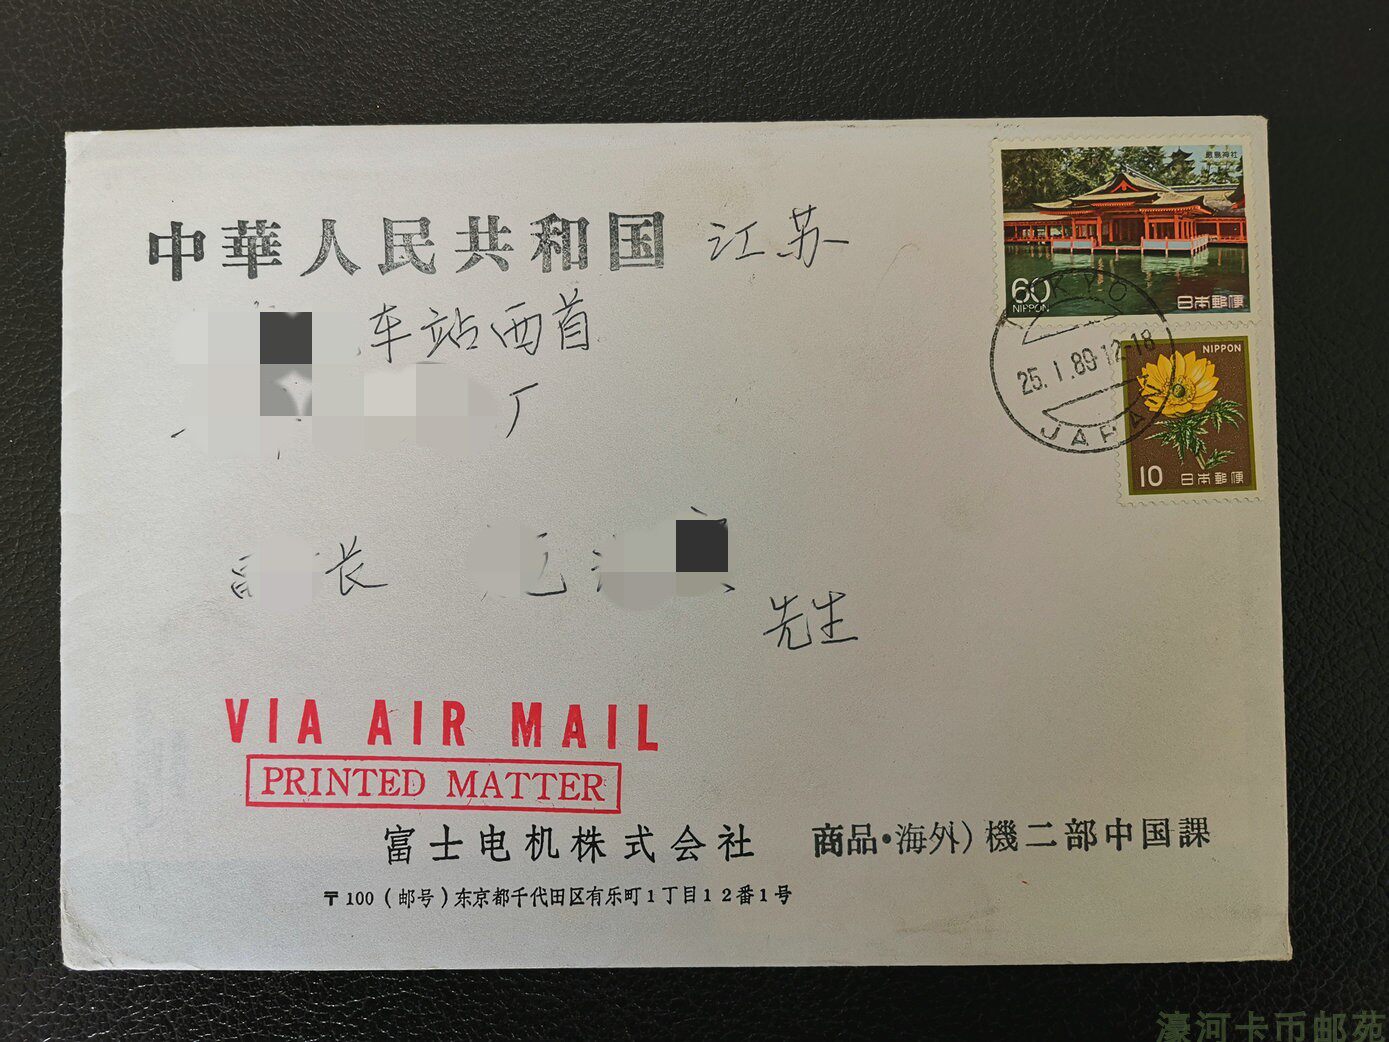 中華人民共和国 江苏
车站西首
厂
長
先生
厳島神社
60
NIPPON
日本郵便
TOKYO
25.1.89.12-18
JAPAN
NIPPON
10
日本郵便
VIA AIR MAIL
PRINTED MATTER
富士电机株式会社 商品・海外)機二部中国課
〒100(邮号)东京都千代田区有乐町1丁目12番1号
濠河卡币邮苑